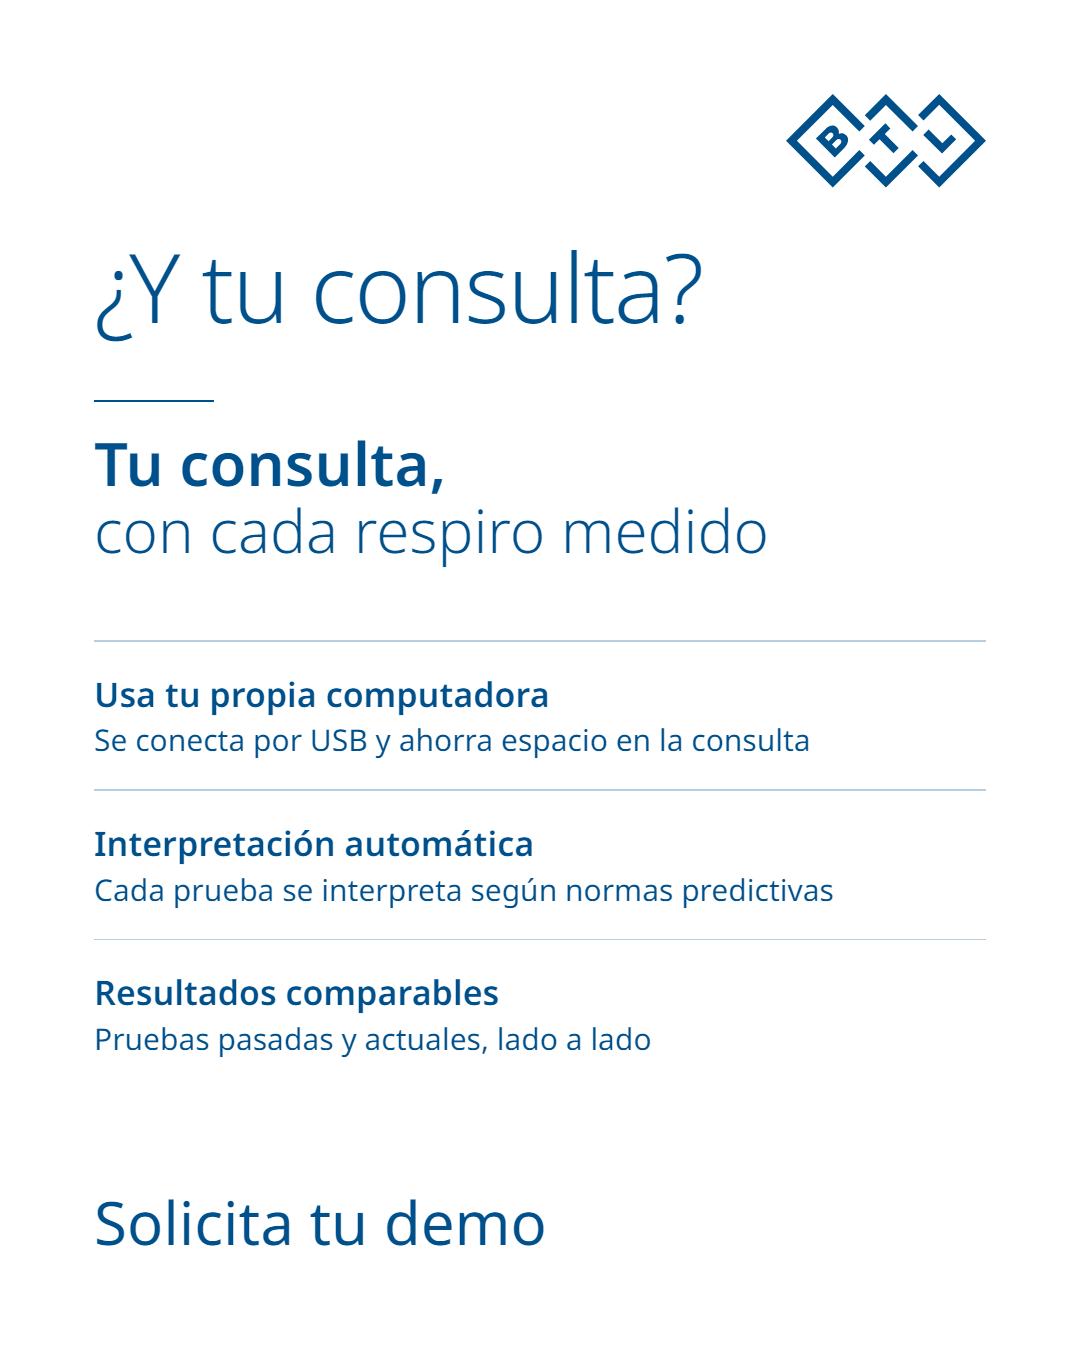 BTL
¿Y tu consulta?
Tu consulta,
con cada respiro medido
Usa tu propia computadora
Se conecta por USB y ahorra espacio en la consulta
Interpretación automática
Cada prueba se interpreta según normas predictivas
Resultados comparables
Pruebas pasadas y actuales, lado a lado
Solicita tu demo